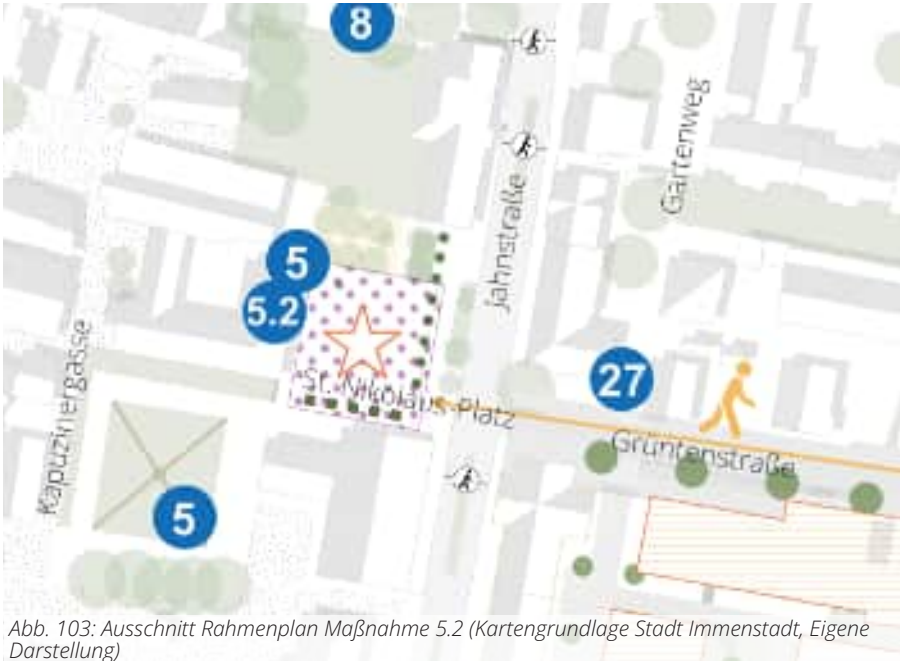 8
Gartenweg
Jahnstraße
5
5.2
27
St. Nikolaus-Platz
Grüntenstraße
Kapuzinergasse
5
Abb. 103: Ausschnitt Rahmenplan Maßnahme 5.2 (Kartengrundlage Stadt Immenstadt, Eigene
Darstellung)